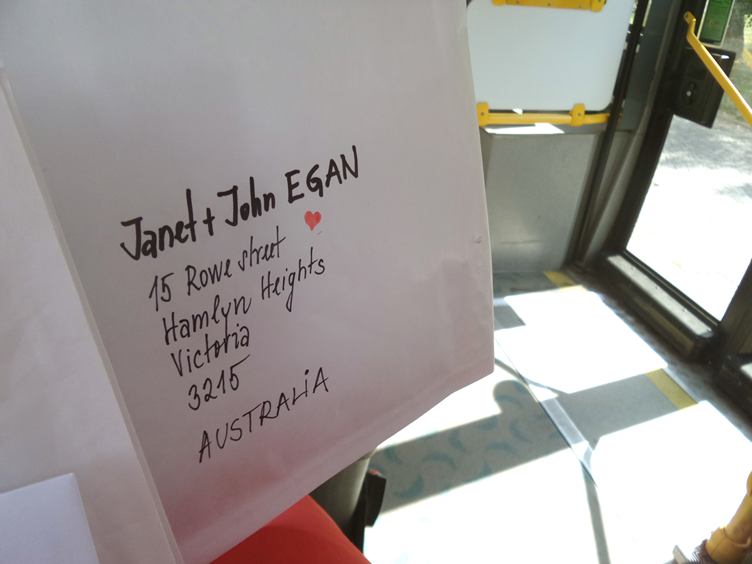 Janet + John EGAN
15 Rowe street
Hamlyn Heights
Victoria
3215
AUSTRALiA